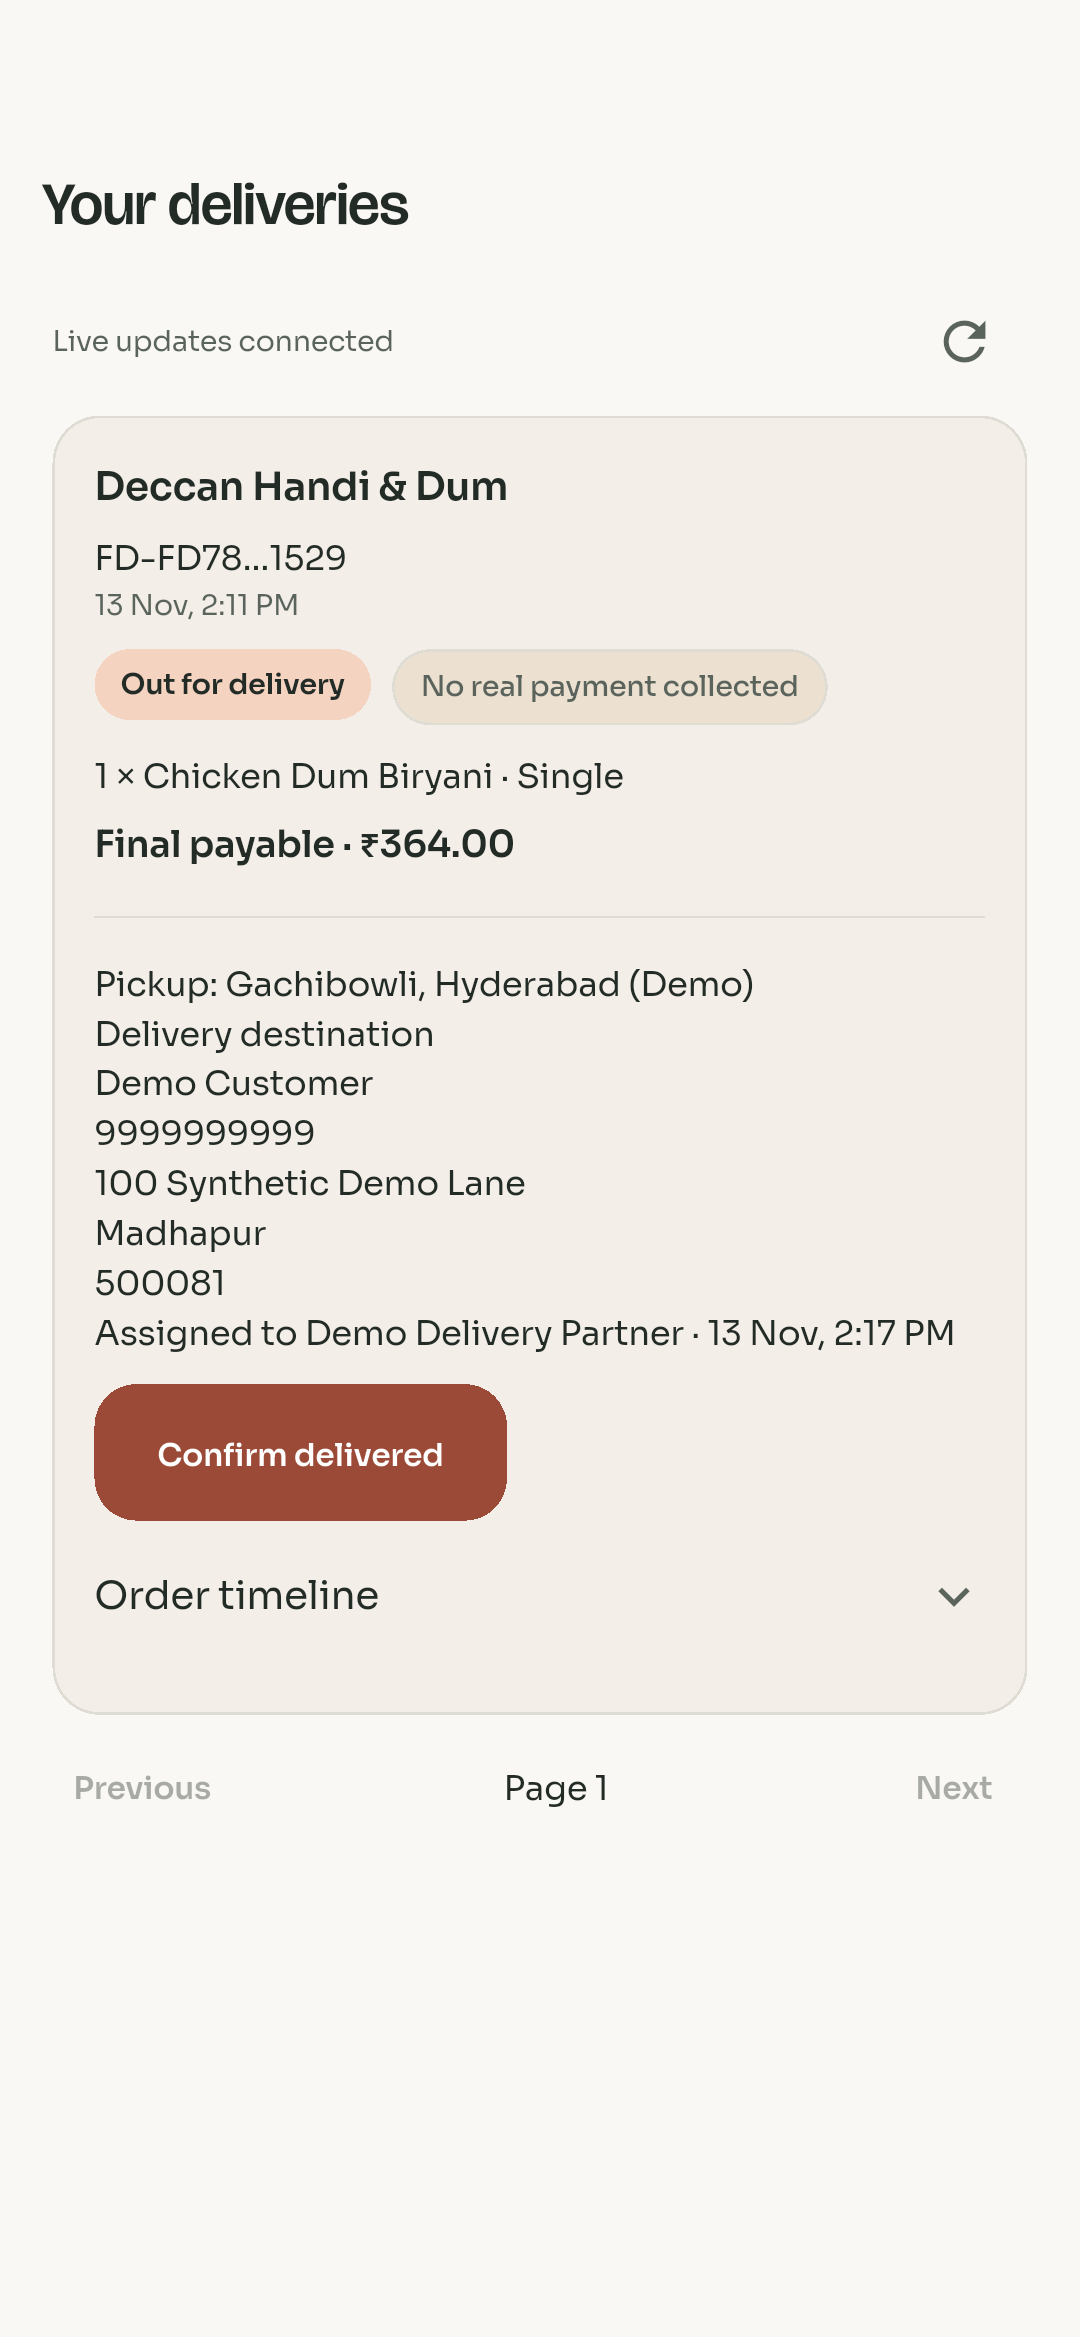 Your deliveries
Live updates connected
Deccan Handi & Dum
FD-FD78...1529
13 Nov, 2:11 PM
Out for delivery
No real payment collected
1 × Chicken Dum Biryani · Single
Final payable · ₹364.00
Pickup: Gachibowli, Hyderabad (Demo)
Delivery destination
Demo Customer
9999999999
100 Synthetic Demo Lane
Madhapur
500081
Assigned to Demo Delivery Partner · 13 Nov, 2:17 PM
Confirm delivered
Order timeline
Previous
Page 1
Next